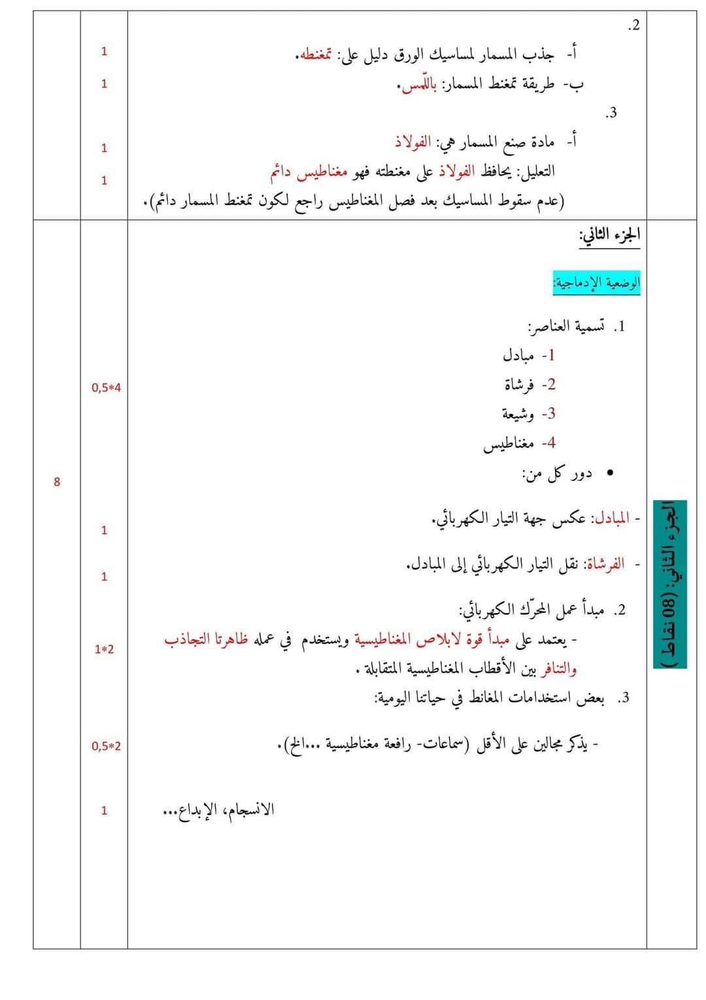 2.
أ- جذب المسمار لمساسيك الورق دليل على: تمغنطه.
1
ب- طريقة تمغنط المسمار: باللّمس.
1
3.
أ- مادة صنع المسمار هي: الفولاذ
1
التعليل: يحافظ الفولاذ على مغنطته فهو مغناطيس دائم
1
(عدم سقوط المساسيك بعد فصل المغناطيس راجع لكون تمغنط المسمار دائم).
الجزء الثاني: (08 نقاط )
الجزء الثاني:
الوضعية الإدماجية:
1. تسمية العناصر:
1- مبادل
2- فرشاة
0,5*4
3- وشيعة
4- مغناطيس
• دور كل من:
8
- المبادل: عكس جهة التيار الكهربائي.
1
- الفرشاة: نقل التيار الكهربائي إلى المبادل.
1
2. مبدأ عمل المحرّك الكهربائي:
- يعتمد على مبدأ قوة لابلاص المغناطيسية ويستخدم في عمله ظاهرتا التجاذب
1*2
والتنافر بين الأقطاب المغناطيسية المتقابلة .
3. بعض استخدامات المغانط في حياتنا اليومية:
- يذكر مجالين على الأقل (سماعات- رافعة مغناطيسية ...الخ).
0,5*2
الانسجام، الإبداع...
1